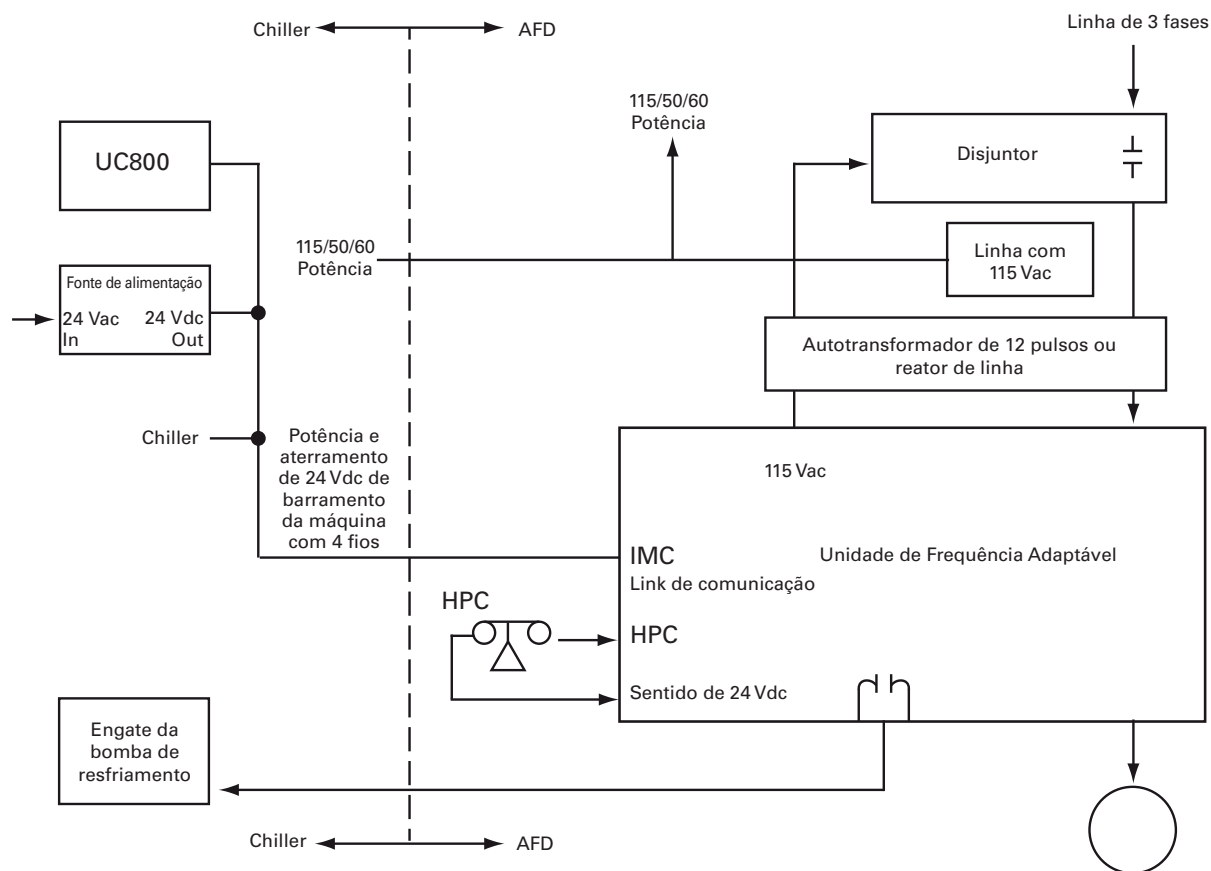 Chiller
AFD
Linha de 3 fases
115/50/60
Potência
UC800
Disjuntor
115/50/60
Potência
Linha com
115 Vac
Fonte de alimentação
24 Vac
In
24 Vdc
Out
Autotransformador de 12 pulsos ou
reator de linha
Chiller
Potência e
aterramento
de 24 Vdc de
barramento
da máquina
com 4 fios
115 Vac
IMC
Link de comunicação
Unidade de Frequência Adaptável
HPC
HPC
Sentido de 24 Vdc
Engate da
bomba de
resfriamento
Chiller
AFD